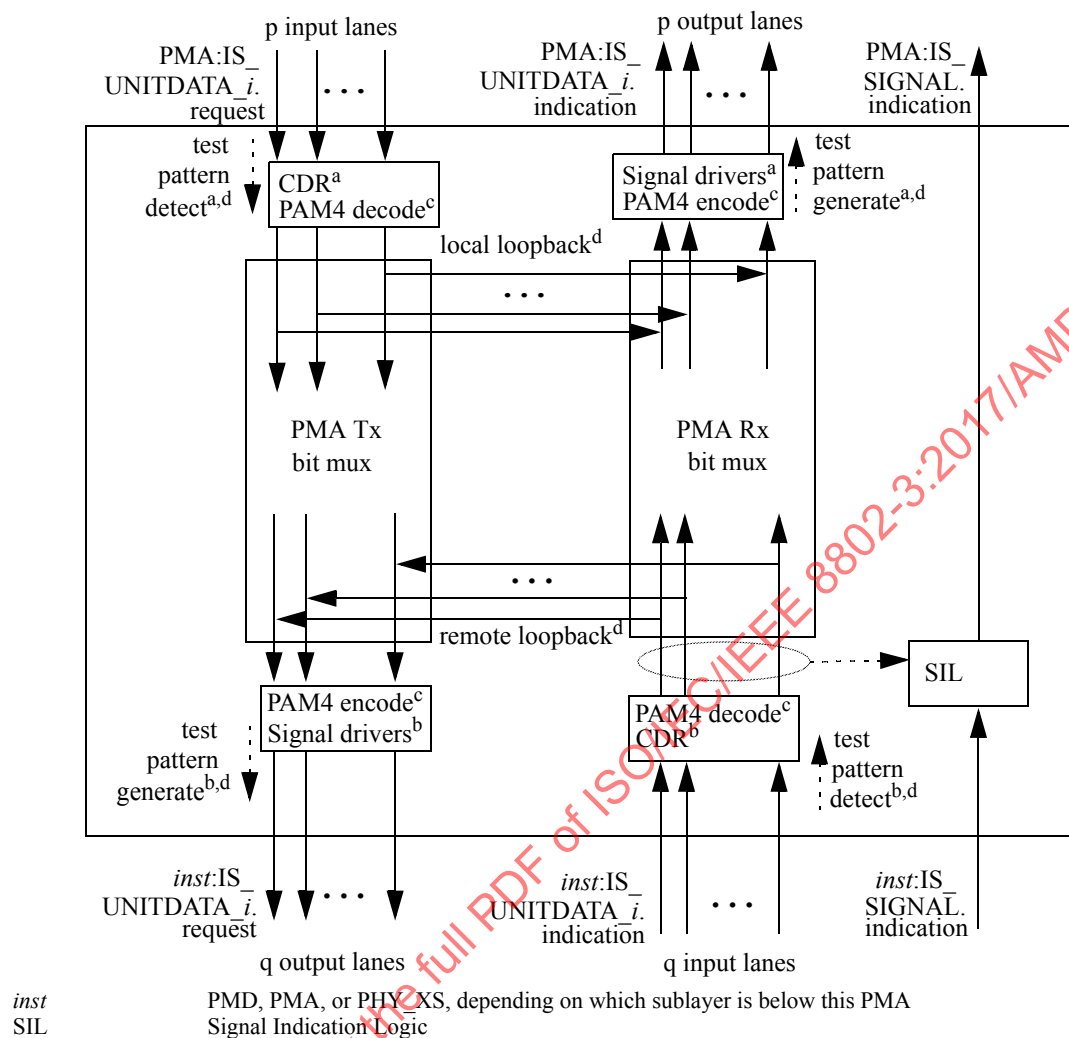 p input lanes
PMA:IS_
UNITDATA_i.
request
p output lanes
PMA:IS_
UNITDATA_i.
indication
PMA:IS_
SIGNAL.
indication
test
pattern
detect^a,d
CDR^a
PAM4 decode^c
Signal drivers^a
PAM4 encode^c
test
pattern
generate^a,d
local loopback^d
PMA Tx
bit mux
PMA Rx
bit mux
remote loopback^d
SIL
PAM4 encode^c
Signal drivers^b
test
pattern
generate^b,d
PAM4 decode^c
CDR^b
test
pattern
detect^b,d
inst:IS_
UNITDATA_i.
request
q output lanes
inst:IS_
UNITDATA_i.
indication
q input lanes
inst:IS_
SIGNAL.
indication
inst PMD, PMA, or PHY_XS, depending on which sublayer is below this PMA
SIL Signal Indication Logic
the full PDF of ISO/IEC/IEEE 8802-3:2017/AMD